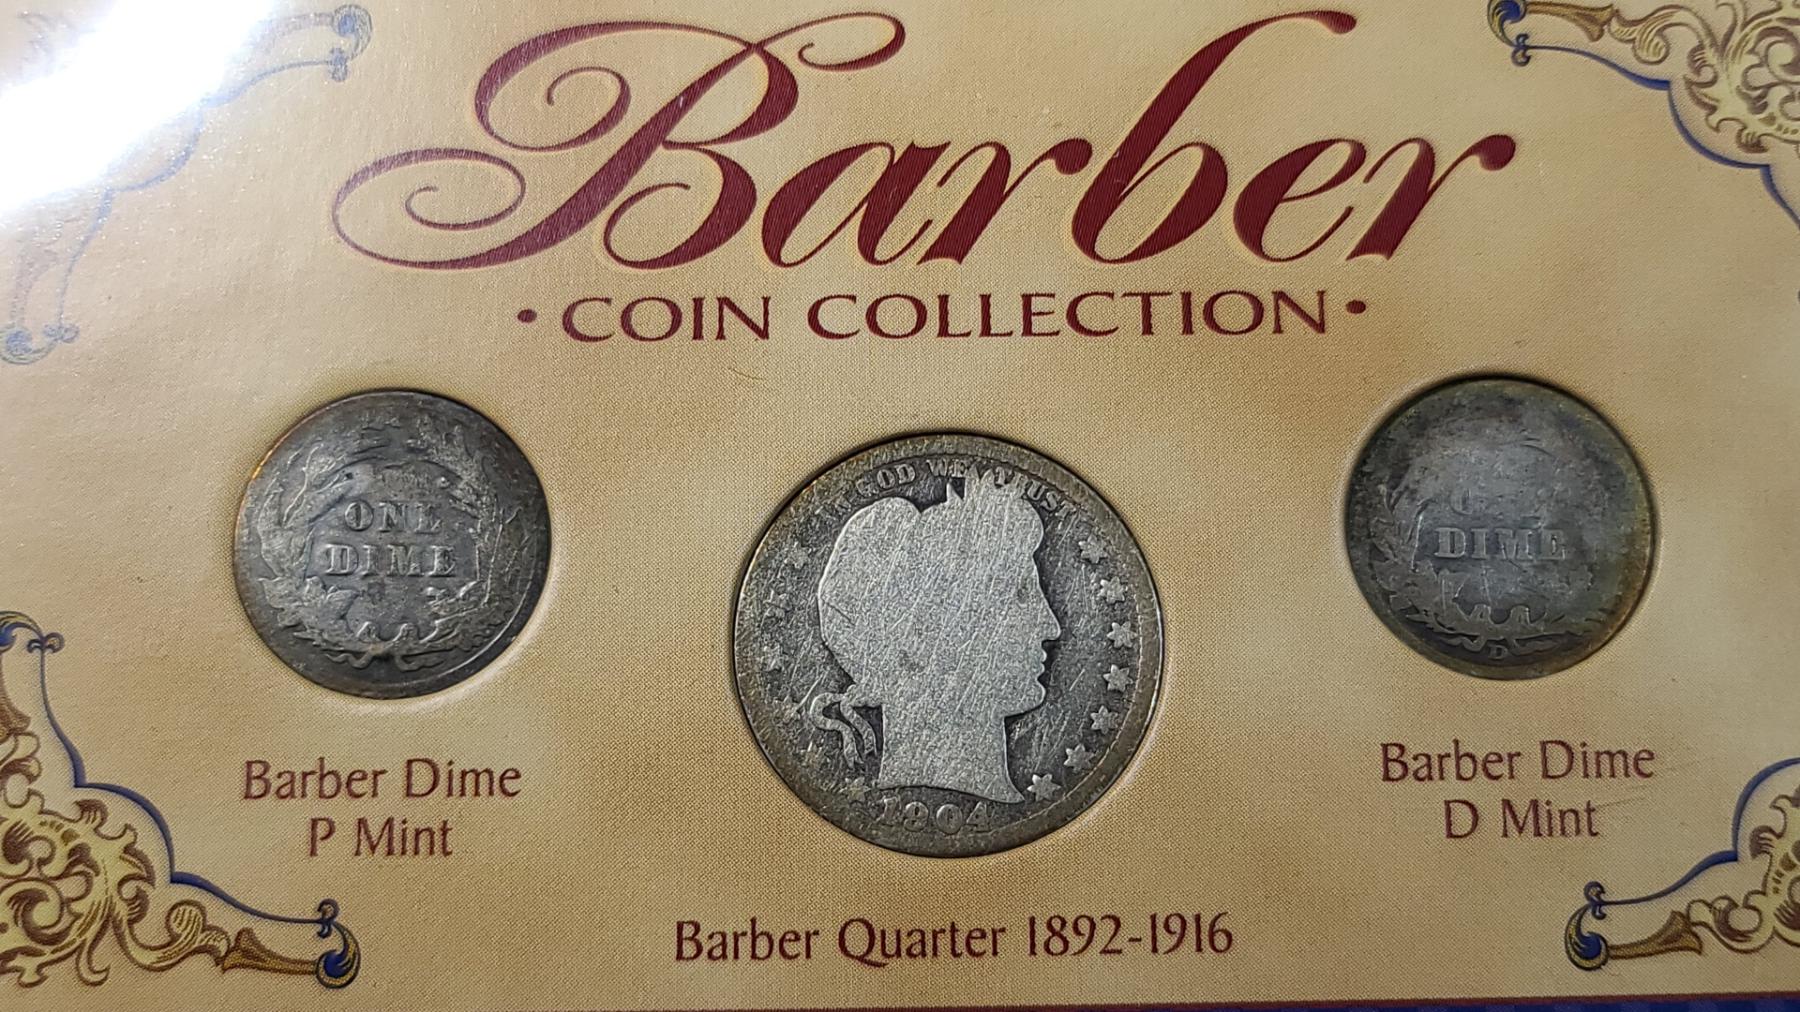 Barber
• COIN COLLECTION •
ONE
DIME
GOD WE TRUST
1904
DIME
D
Barber Dime
P Mint
Barber Quarter 1892-1916
Barber Dime
D Mint